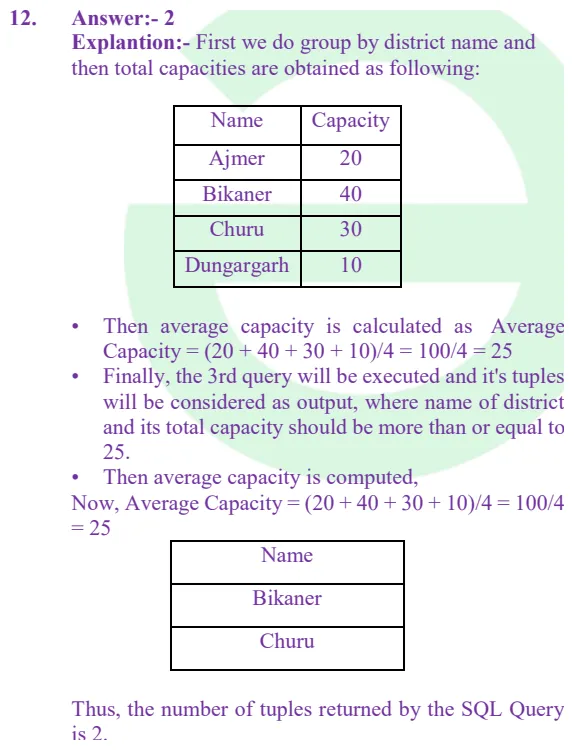 12. Answer:- 2
Explantion:- First we do group by district name and
then total capacities are obtained as following:
Name Capacity
Ajmer 20
Bikaner 40
Churu 30
Dungargarh 10
• Then average capacity is calculated as Average
Capacity = (20 + 40 + 30 + 10)/4 = 100/4 = 25
• Finally, the 3rd query will be executed and it's tuples
will be considered as output, where name of district
and its total capacity should be more than or equal to
25.
• Then average capacity is computed,
Now, Average Capacity = (20 + 40 + 30 + 10)/4 = 100/4
= 25
Name
Bikaner
Churu
Thus, the number of tuples returned by the SQL Query
is 2.